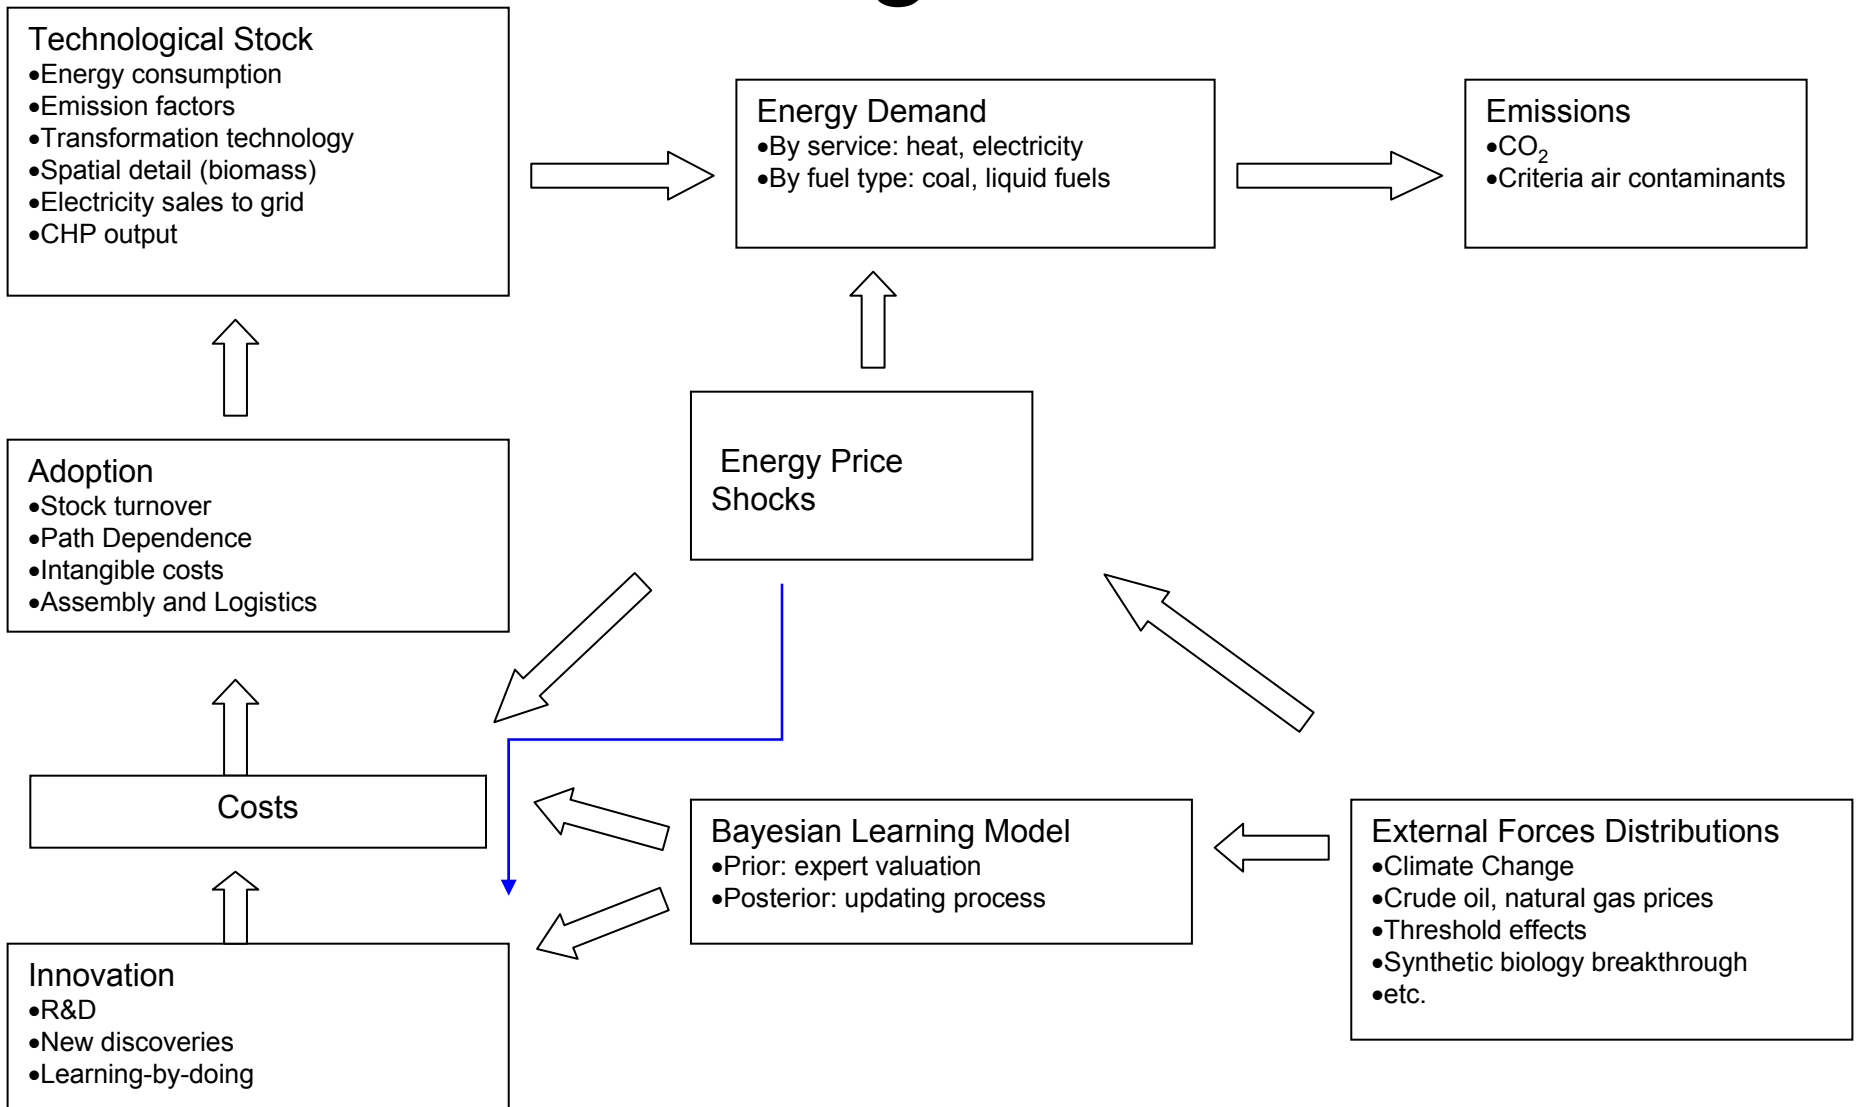 Technological Stock
•Energy consumption
•Emission factors
•Transformation technology
•Spatial detail (biomass)
•Electricity sales to grid
•CHP output
Energy Demand
•By service: heat, electricity
•By fuel type: coal, liquid fuels
Emissions
•CO₂
•Criteria air contaminants
Adoption
•Stock turnover
•Path Dependence
•Intangible costs
•Assembly and Logistics
Energy Price
Shocks
Costs
Bayesian Learning Model
•Prior: expert valuation
•Posterior: updating process
External Forces Distributions
•Climate Change
•Crude oil, natural gas prices
•Threshold effects
•Synthetic biology breakthrough
•etc.
Innovation
•R&D
•New discoveries
•Learning-by-doing